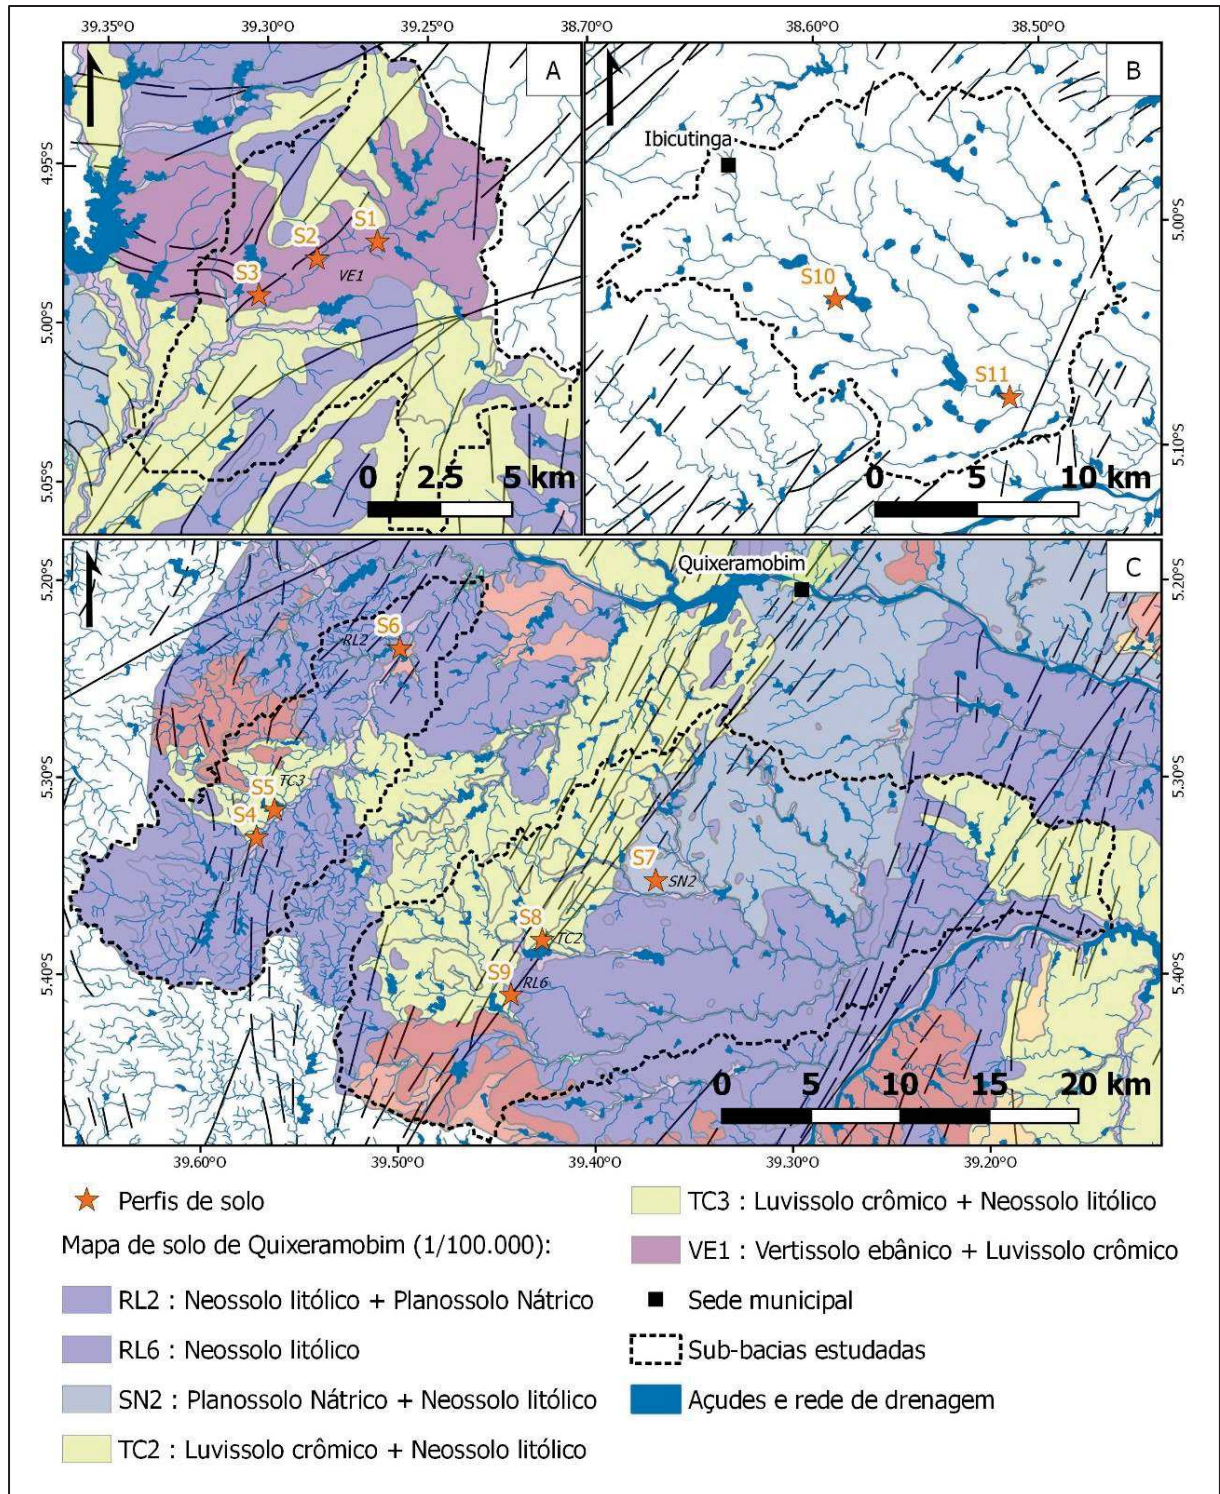 39.35°O 39.30°O 39.25°O 38.70°O 38.60°O 38.50°O
A
B
4.95°S
5.00°S
5.05°S
S1
S2
S3
VE1
0 2.5 5 km
Ibicutinga
S10
S11
5.00°S
5.10°S
0 5 10 km
C
Quixeramobim
5.20°S
5.30°S
5.40°S
RL2
S6
TC3
S5
S4
S7
SN2
S8
TC2
S9
RL6
5.20°S
5.30°S
5.40°S
0 5 10 15 20 km
39.60°O 39.50°O 39.40°O 39.30°O 39.20°O
Perfis de solo
Mapa de solo de Quixeramobim (1/100.000):
RL2 : Neossolo litólico + Planossolo Nátrico
RL6 : Neossolo litólico
SN2 : Planossolo Nátrico + Neossolo litólico
TC2 : Luvissolo crômico + Neossolo litólico
TC3 : Luvissolo crômico + Neossolo litólico
VE1 : Vertissolo ebânico + Luvissolo crômico
Sede municipal
Sub-bacias estudadas
Açudes e rede de drenagem